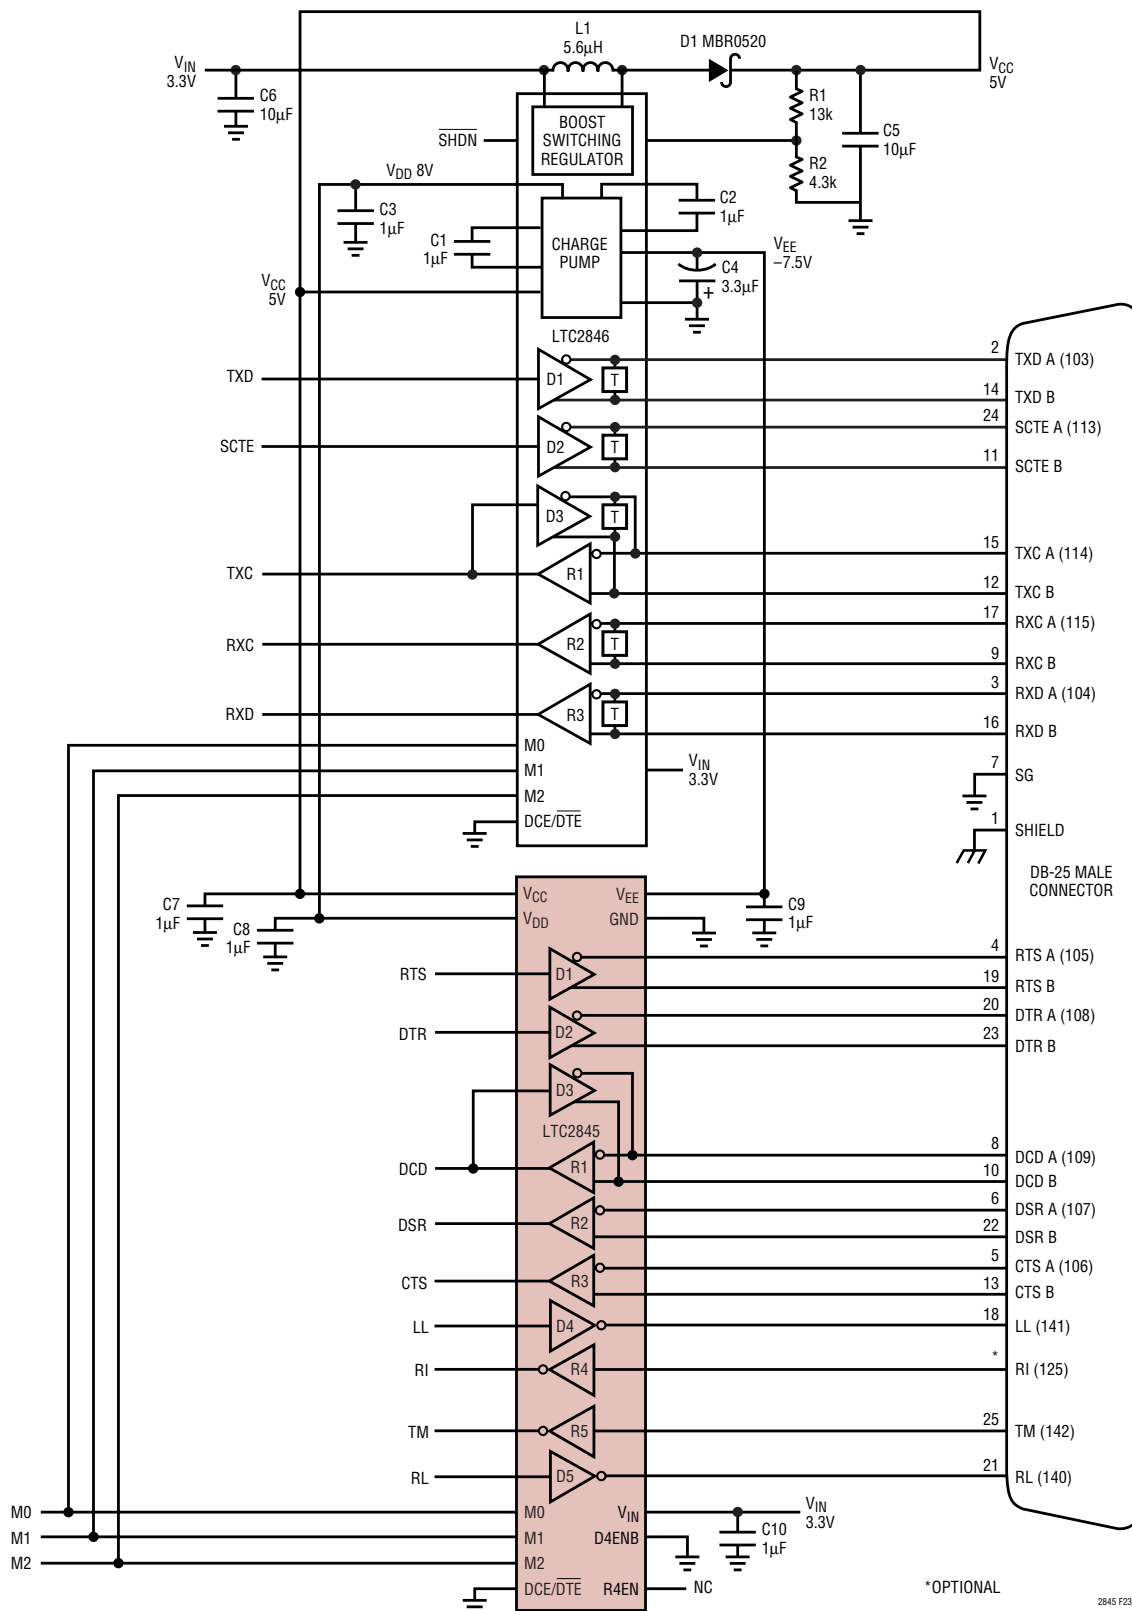 L1
5.6µH
D1 MBR0520
VIN
3.3V
VCC
5V
C6
10µF
R1
13k
BOOST
SWITCHING
REGULATOR
SHDN
C5
10µF
R2
4.3k
VDD 8V
C3
1µF
C2
1µF
C1
1µF
CHARGE
PUMP
VEE
–7.5V
C4
3.3µF
+
VCC
5V
LTC2846
2
TXD A (103)
TXD
D1
T
14
TXD B
24
SCTE A (113)
SCTE
D2
T
11
SCTE B
D3
T
15
TXC A (114)
TXC
R1
12
TXC B
17
RXC A (115)
RXC
R2
T
9
RXC B
3
RXD A (104)
RXD
R3
T
16
RXD B
M0
M1
VIN
3.3V
M2
7
SG
DCE/DTE
1
SHIELD
DB-25 MALE
CONNECTOR
C7
1µF
VCC
VEE
C9
1µF
C8
1µF
VDD
GND
4
RTS A (105)
RTS
D1
19
RTS B
20
DTR A (108)
DTR
D2
23
DTR B
D3
LTC2845
8
DCD A (109)
DCD
R1
10
DCD B
6
DSR A (107)
DSR
R2
22
DSR B
5
CTS A (106)
CTS
R3
13
CTS B
LL
D4
18
LL (141)
RI
R4
*
RI (125)
TM
R5
25
TM (142)
RL
D5
21
RL (140)
M0
M0
VIN
VIN
3.3V
M1
M1
D4ENB
C10
1µF
M2
M2
DCE/DTE
R4EN
NC
*OPTIONAL
2845 F23